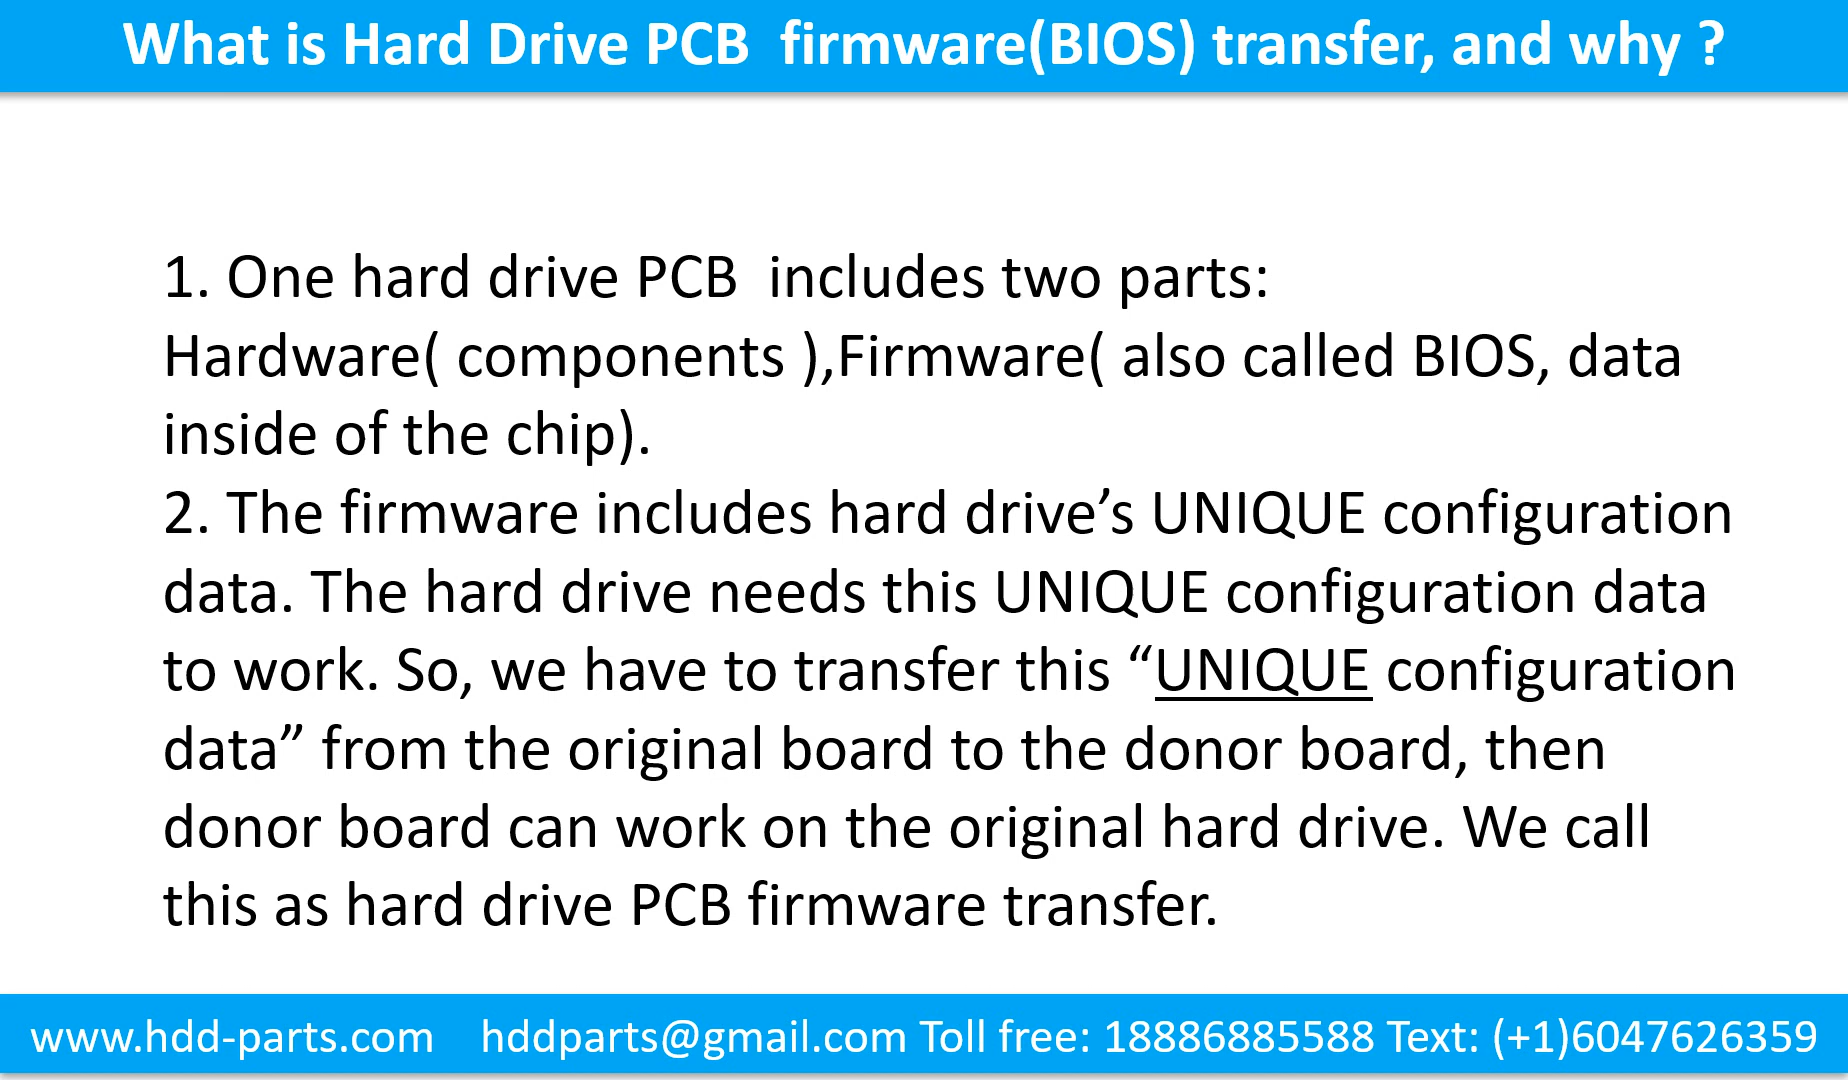 What is Hard Drive PCB  firmware(BIOS) transfer, and why ?
1. One hard drive PCB  includes two parts:
Hardware( components ),Firmware( also called BIOS, data
inside of the chip).
2. The firmware includes hard drive’s UNIQUE configuration
data. The hard drive needs this UNIQUE configuration data
to work. So, we have to transfer this “UNIQUE configuration
data” from the original board to the donor board, then
donor board can work on the original hard drive. We call
this as hard drive PCB firmware transfer.
www.hdd-parts.com    hddparts@gmail.com Toll free: 18886885588 Text: (+1)6047626359